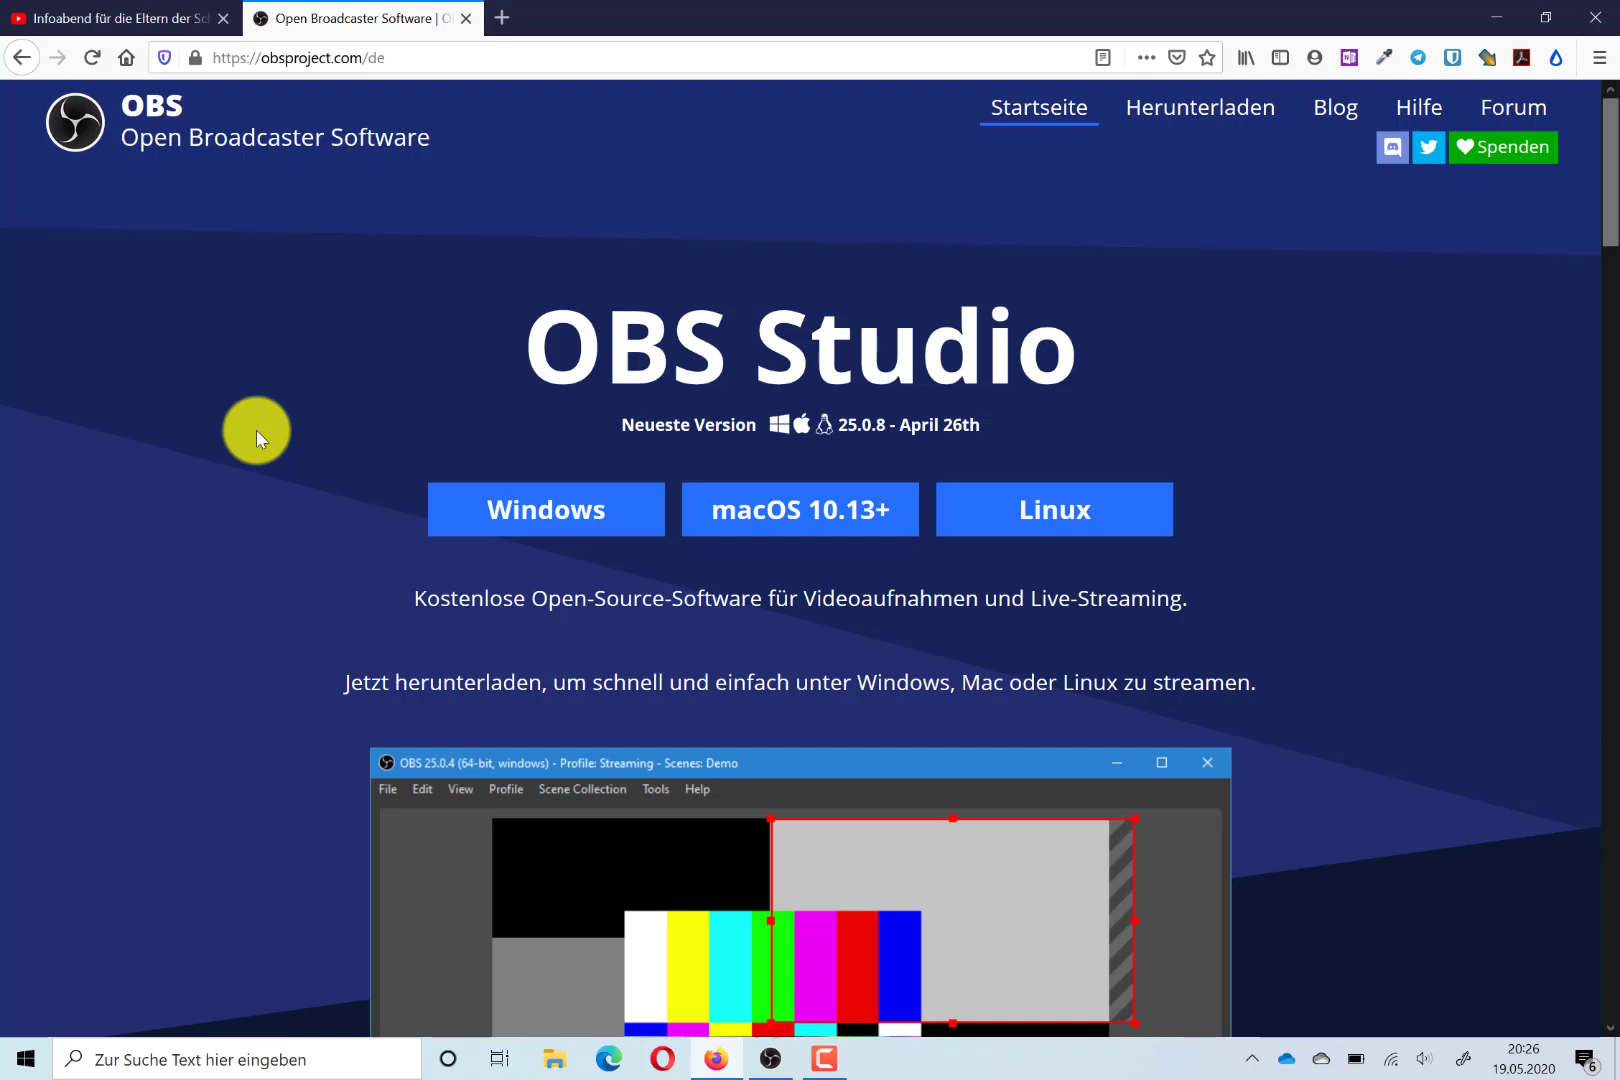 Infoabend für die Eltern der Sc
Open Broadcaster Software | O
https://obsproject.com/de
OBS
Open Broadcaster Software
Startseite
Herunterladen
Blog
Hilfe
Forum
Spenden
OBS Studio
Neueste Version 25.0.8 - April 26th
Windows
macOS 10.13+
Linux
Kostenlose Open-Source-Software für Videoaufnahmen und Live-Streaming.
Jetzt herunterladen, um schnell und einfach unter Windows, Mac oder Linux zu streamen.
OBS 25.0.4 (64-bit, windows) - Profile: Streaming - Scenes: Demo
File Edit View Profile Scene Collection Tools Help
Zur Suche Text hier eingeben
20:26
19.05.2020
6